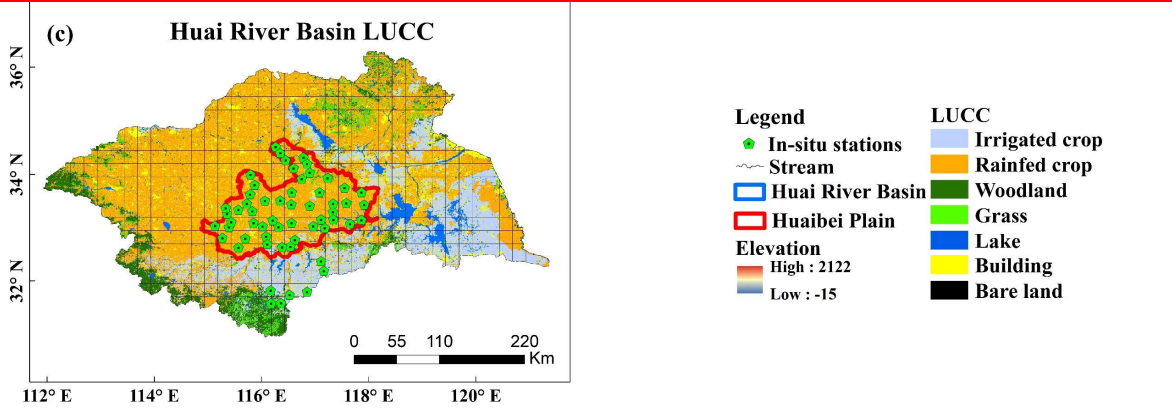 (c)
Huai River Basin LUCC
36° N
34° N
32° N
0 55 110 220
Km
112° E 114° E 116° E 118° E 120° E
Legend
In-situ stations
Stream
Huai River Basin
Huaibei Plain
Elevation
High : 2122
Low : -15
LUCC
Irrigated crop
Rainfed crop
Woodland
Grass
Lake
Building
Bare land